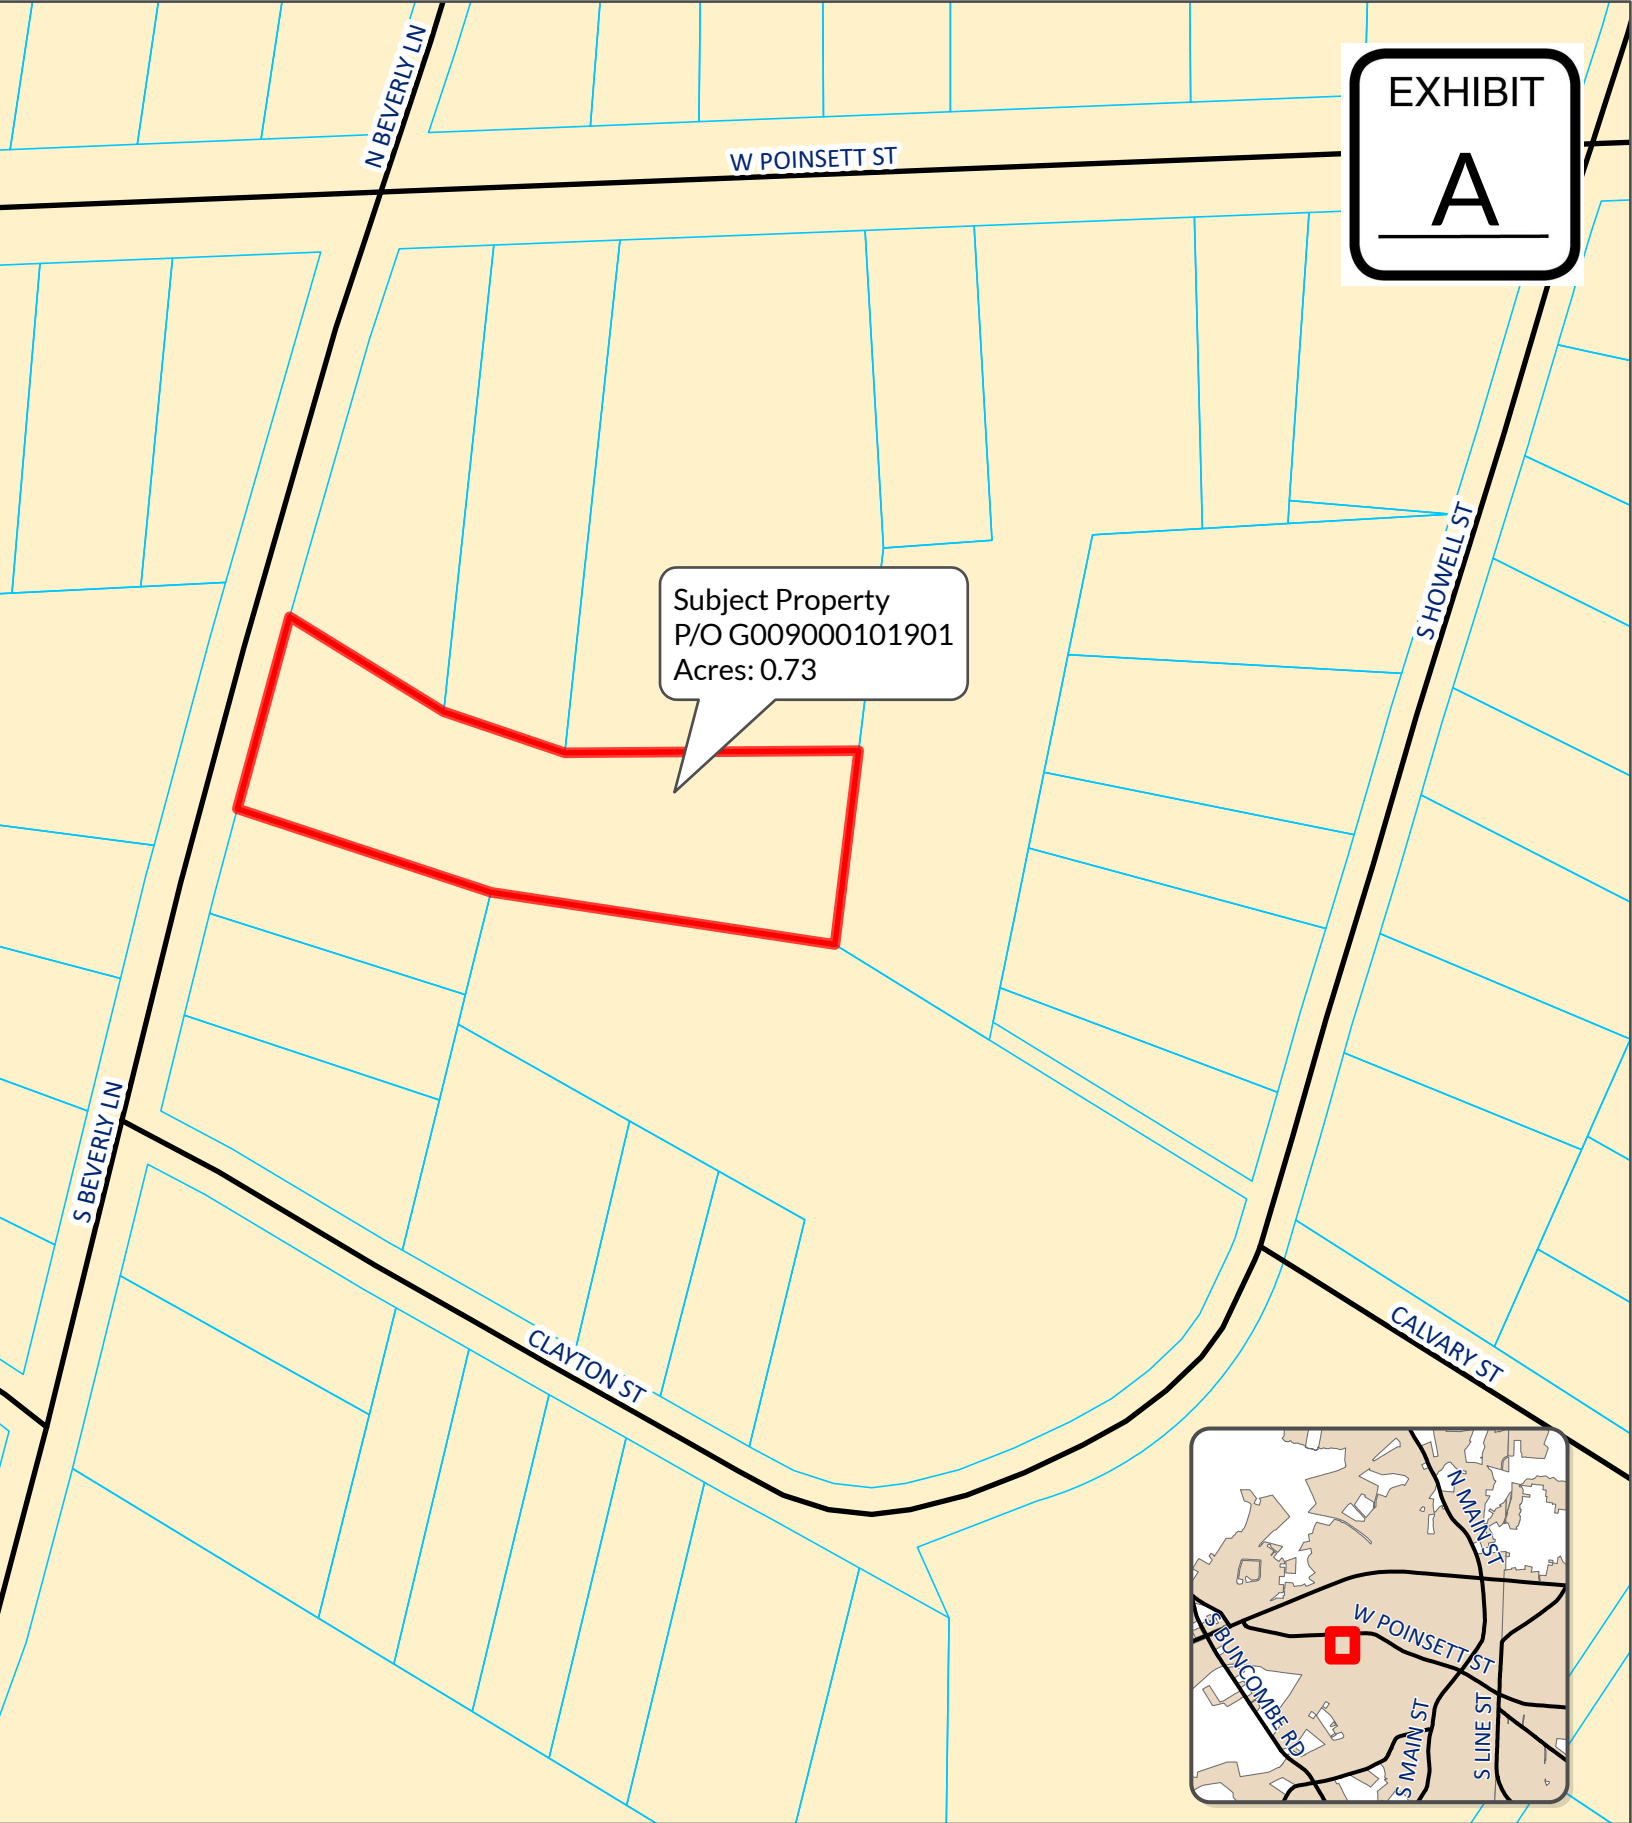 N BEVERLY LN
W POINSETT ST
EXHIBIT
A
S HOWELL ST
Subject Property
P/O G009000101901
Acres: 0.73
S BEVERLY LN
CLAYTON ST
CALVARY ST
N MAIN ST
W POINSETT ST
S BUNCOMBE RD
S MAIN ST
S LINE ST